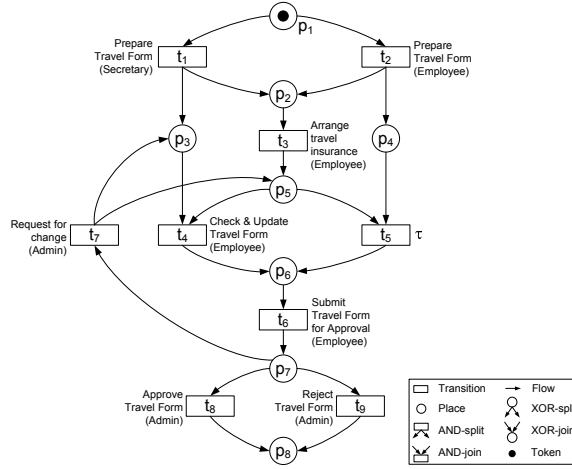 p1
Prepare
Travel Form
(Secretary)
t1
t2
Prepare
Travel Form
(Employee)
p2
p3
t3
Arrange
travel
insurance
(Employee)
p4
p5
Request for
change
(Admin)
t7
t4
Check & Update
Travel Form
(Employee)
t5
τ
p6
t6
Submit
Travel Form
for Approval
(Employee)
p7
Approve
Travel Form
(Admin)
t8
Reject
Travel Form
(Admin)
t9
p8
Transition
Flow
Place
XOR-split
AND-split
XOR-join
AND-join
Token